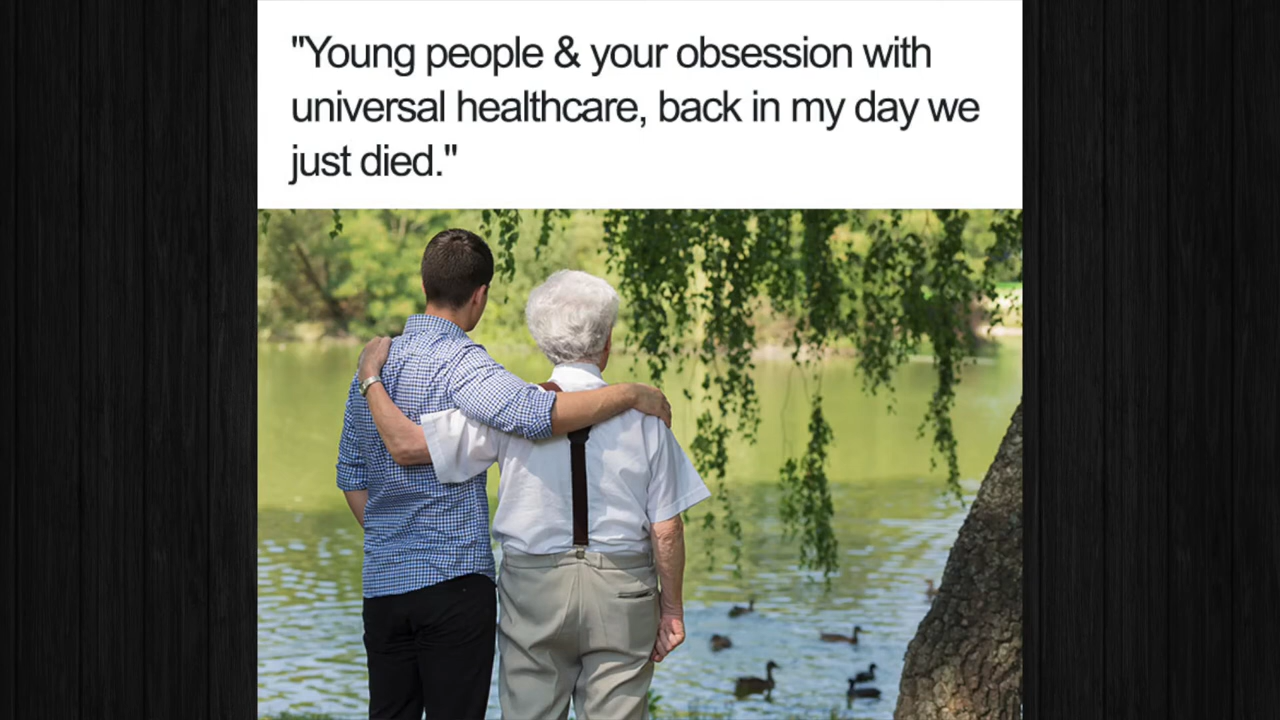 "Young people & your obsession with
universal healthcare, back in my day we
just died."